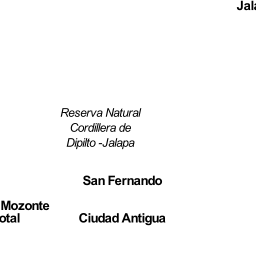 Jala
Reserva Natural
Cordillera de
Dipilto -Jalapa
San Fernando
Mozonte
otal
Ciudad Antigua